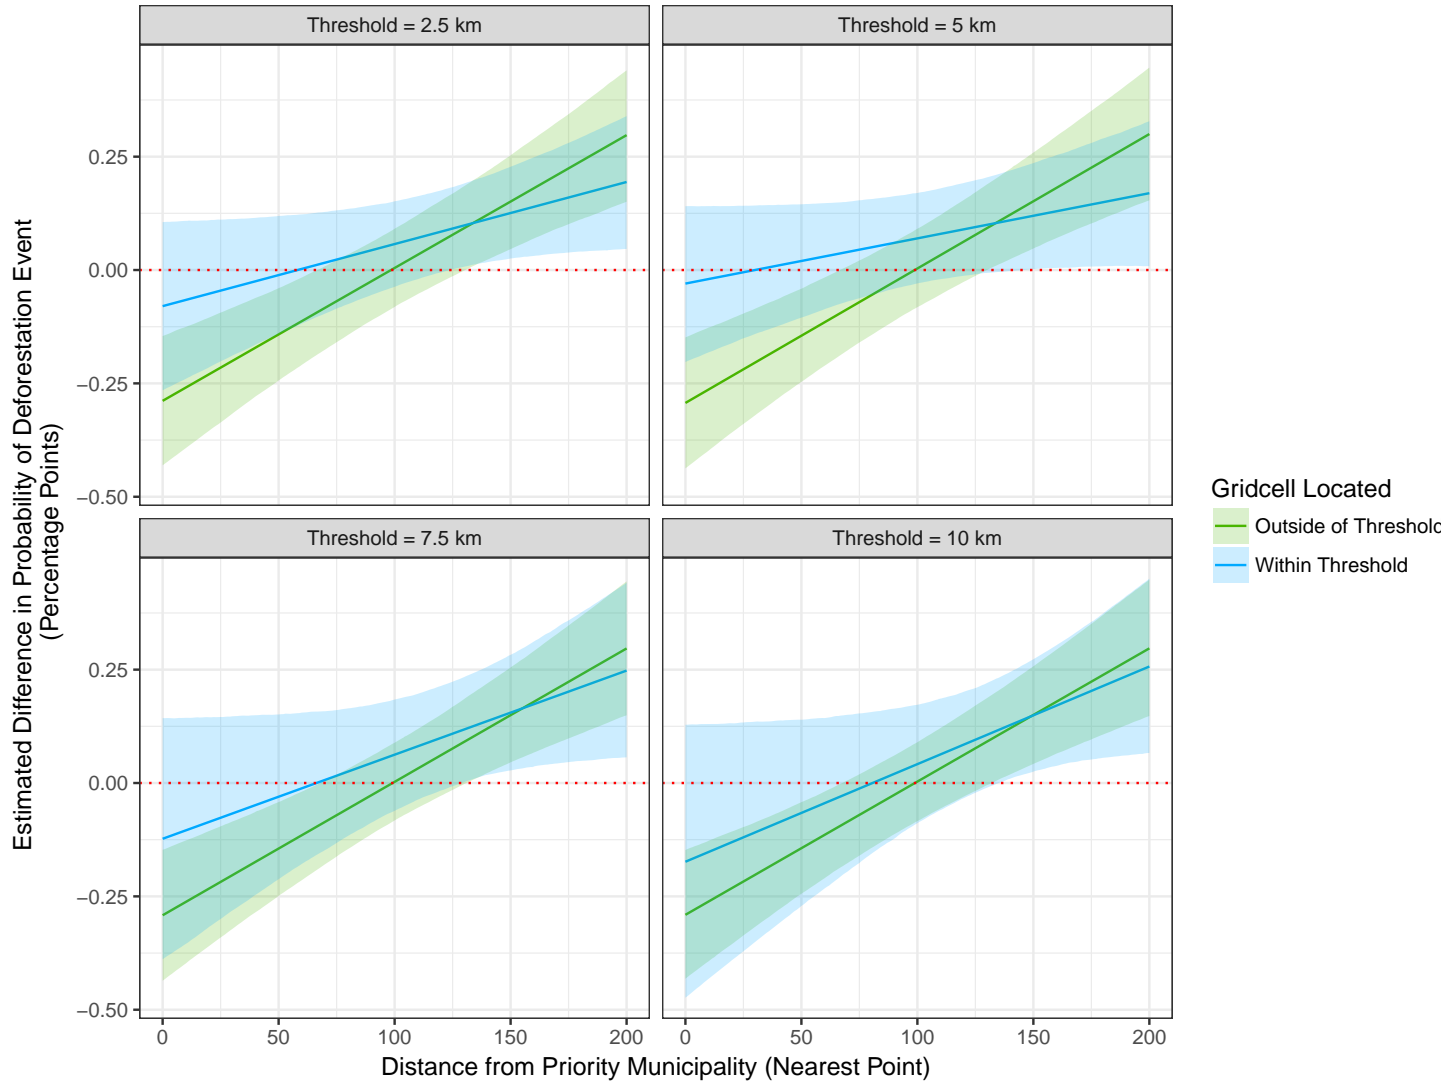 Threshold = 2.5 km
Threshold = 5 km
0.25
0.00
−0.25
−0.50
Threshold = 7.5 km
Threshold = 10 km
0.25
0.00
−0.25
−0.50
0
50
100
150
200
0
50
100
150
200
Distance from Priority Municipality (Nearest Point)
Estimated Difference in Probability of Deforestation Event
(Percentage Points)
Gridcell Located
Outside of Threshold
Within Threshold